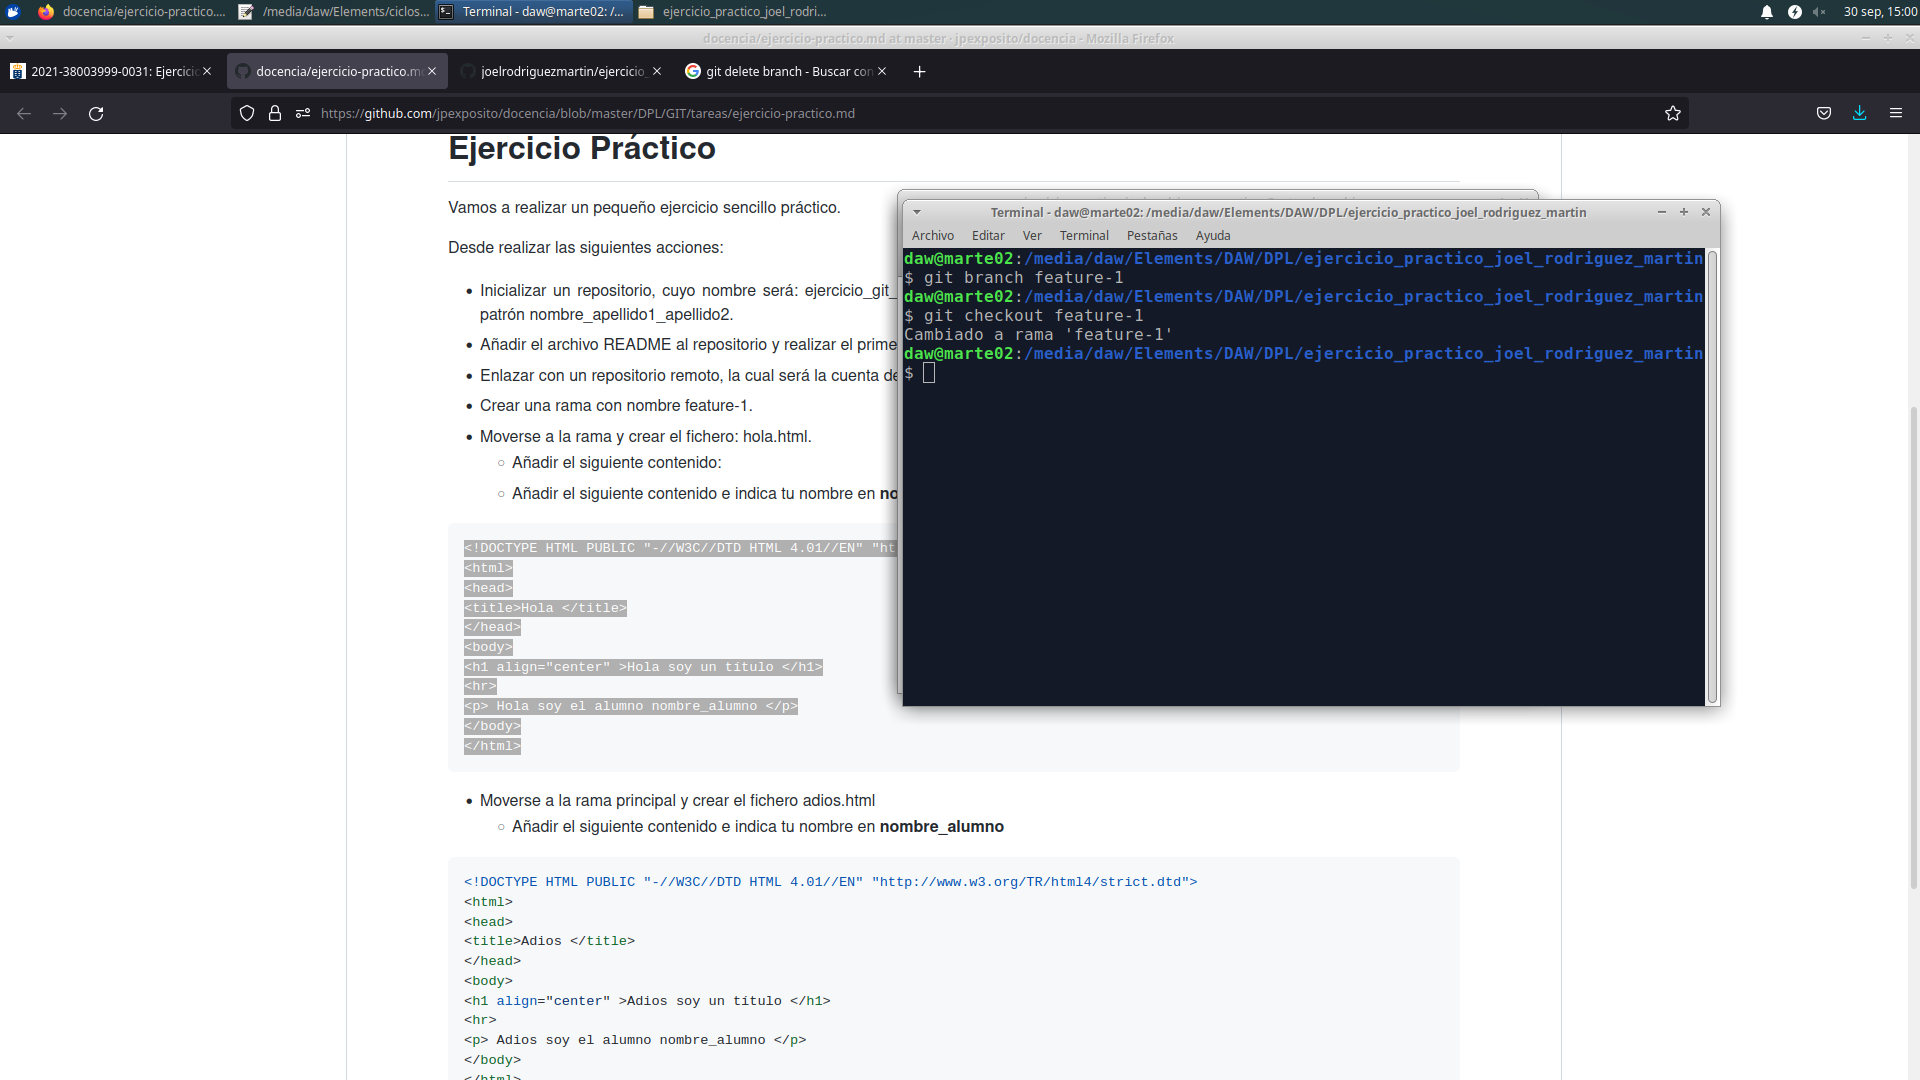 docencia/ejercicio-practico....
/media/daw/Elements/ciclos...
Terminal - daw@marte02: /...
ejercicio_practico_joel_rodri...
30 sep, 15:00
docencia/ejercicio-practico.md at master · jpexposito/docencia - Mozilla Firefox
2021-38003999-0031: Ejercicio
docencia/ejercicio-practico.md
joelrodriguezmartin/ejercicio_
git delete branch - Buscar con
https://github.com/jpexposito/docencia/blob/master/DPL/GIT/tareas/ejercicio-practico.md
Ejercicio Práctico
Vamos a realizar un pequeño ejercicio sencillo práctico.
Desde realizar las siguientes acciones:
Inicializar un repositorio, cuyo nombre será: ejercicio_git_
patrón nombre_apellido1_apellido2.
Añadir el archivo README al repositorio y realizar el prime
Enlazar con un repositorio remoto, la cual será la cuenta de
Crear una rama con nombre feature-1.
Moverse a la rama y crear el fichero: hola.html.
Añadir el siguiente contenido:
Añadir el siguiente contenido e indica tu nombre en no
<!DOCTYPE HTML PUBLIC "-//W3C//DTD HTML 4.01//EN" "ht
<html>
<head>
<title>Hola </title>
</head>
<body>
<h1 align="center" >Hola soy un título </h1>
<hr>
<p> Hola soy el alumno nombre_alumno </p>
</body>
</html>
Moverse a la rama principal y crear el fichero adios.html
Añadir el siguiente contenido e indica tu nombre en nombre_alumno
<!DOCTYPE HTML PUBLIC "-//W3C//DTD HTML 4.01//EN" "http://www.w3.org/TR/html4/strict.dtd">
<html>
<head>
<title>Adios </title>
</head>
<body>
<h1 align="center" >Adios soy un título </h1>
<hr>
<p> Adios soy el alumno nombre_alumno </p>
</body>
</html>
Terminal - daw@marte02: /media/daw/Elements/DAW/DPL/ejercicio_practico_joel_rodriguez_martin
Archivo Editar Ver Terminal Pestañas Ayuda
daw@marte02:/media/daw/Elements/DAW/DPL/ejercicio_practico_joel_rodriguez_martin
$ git branch feature-1
daw@marte02:/media/daw/Elements/DAW/DPL/ejercicio_practico_joel_rodriguez_martin
$ git checkout feature-1
Cambiado a rama 'feature-1'
daw@marte02:/media/daw/Elements/DAW/DPL/ejercicio_practico_joel_rodriguez_martin
$